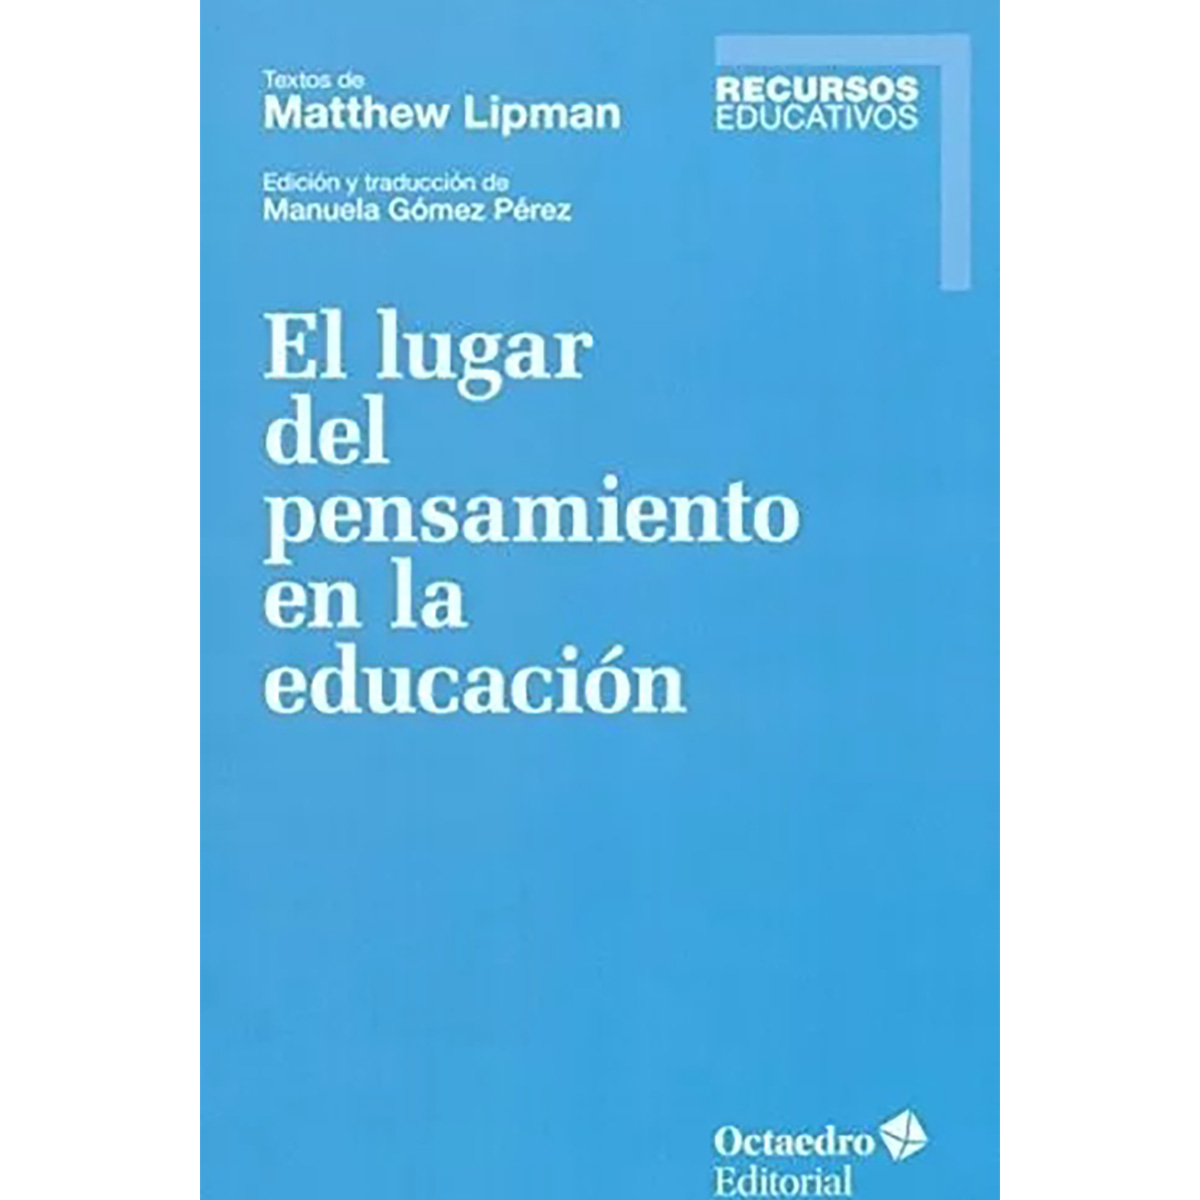 Textos de
Matthew Lipman
Edición y traducción de
Manuela Gómez Pérez
RECURSOS
EDUCATIVOS
El lugar
del
pensamiento
en la
educación
Octaedro
Editorial